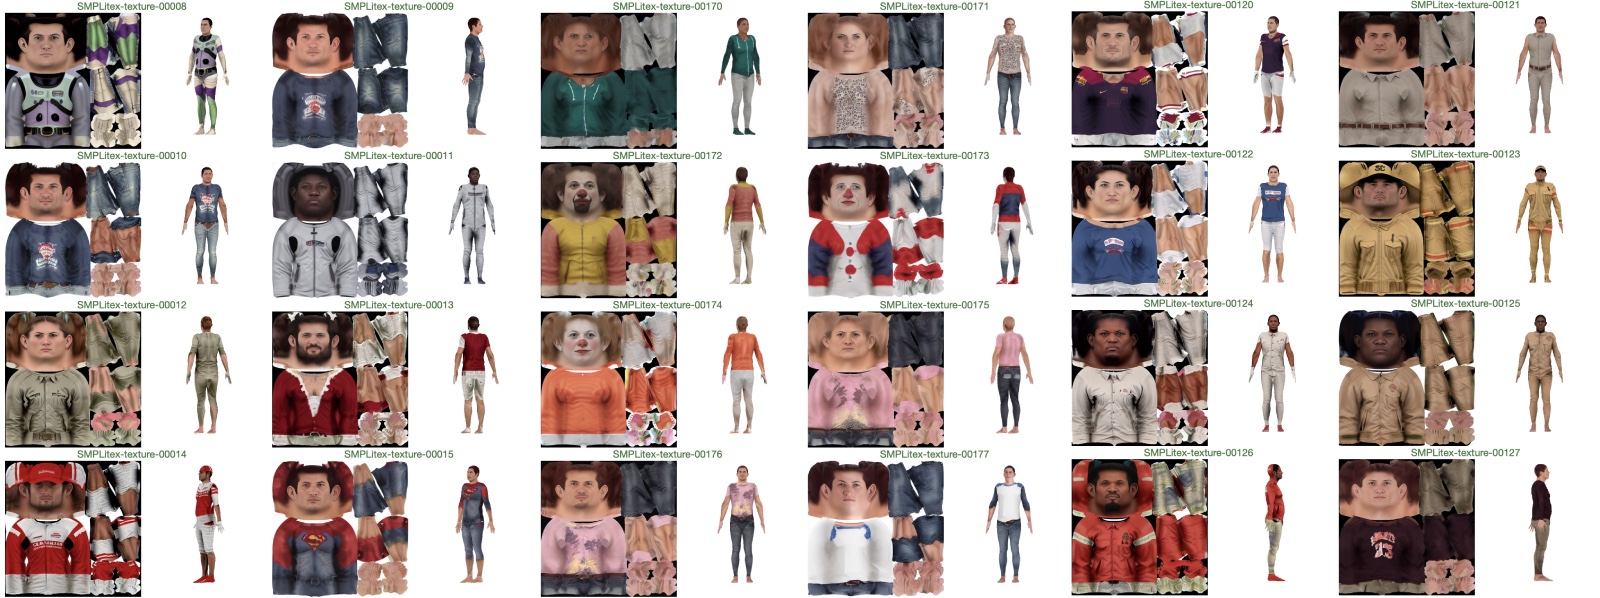 SMPLitex-texture-00008
SMPLitex-texture-00009
SMPLitex-texture-00170
SMPLitex-texture-00171
SMPLitex-texture-00120
SMPLitex-texture-00121
SMPLitex-texture-00010
SMPLitex-texture-00011
SMPLitex-texture-00172
SMPLitex-texture-00173
SMPLitex-texture-00122
SMPLitex-texture-00123
SMPLitex-texture-00012
SMPLitex-texture-00013
SMPLitex-texture-00174
SMPLitex-texture-00175
SMPLitex-texture-00124
SMPLitex-texture-00125
SMPLitex-texture-00014
SMPLitex-texture-00015
SMPLitex-texture-00176
SMPLitex-texture-00177
SMPLitex-texture-00126
SMPLitex-texture-00127